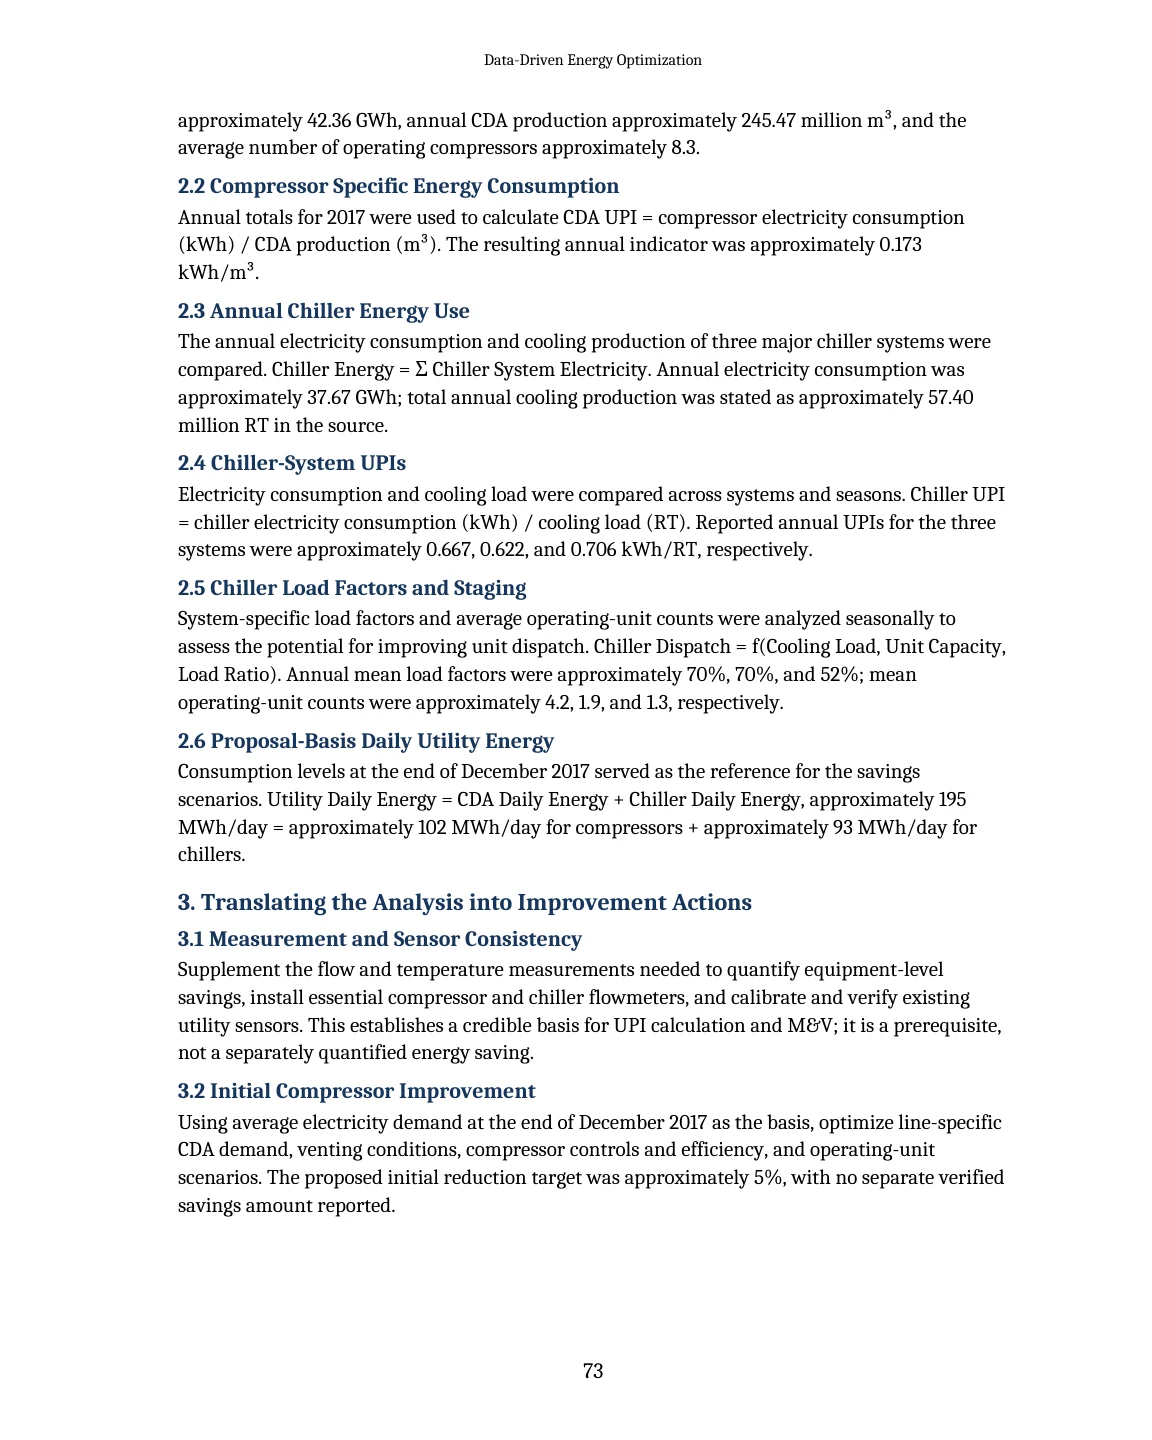 Data-Driven Energy Optimization
approximately 42.36 GWh, annual CDA production approximately 245.47 million m³, and the
average number of operating compressors approximately 8.3.
2.2 Compressor Specific Energy Consumption
Annual totals for 2017 were used to calculate CDA UPI = compressor electricity consumption
(kWh) / CDA production (m³). The resulting annual indicator was approximately 0.173
kWh/m³.
2.3 Annual Chiller Energy Use
The annual electricity consumption and cooling production of three major chiller systems were
compared. Chiller Energy = Σ Chiller System Electricity. Annual electricity consumption was
approximately 37.67 GWh; total annual cooling production was stated as approximately 57.40
million RT in the source.
2.4 Chiller-System UPIs
Electricity consumption and cooling load were compared across systems and seasons. Chiller UPI
= chiller electricity consumption (kWh) / cooling load (RT). Reported annual UPIs for the three
systems were approximately 0.667, 0.622, and 0.706 kWh/RT, respectively.
2.5 Chiller Load Factors and Staging
System-specific load factors and average operating-unit counts were analyzed seasonally to
assess the potential for improving unit dispatch. Chiller Dispatch = f(Cooling Load, Unit Capacity,
Load Ratio). Annual mean load factors were approximately 70%, 70%, and 52%; mean
operating-unit counts were approximately 4.2, 1.9, and 1.3, respectively.
2.6 Proposal-Basis Daily Utility Energy
Consumption levels at the end of December 2017 served as the reference for the savings
scenarios. Utility Daily Energy = CDA Daily Energy + Chiller Daily Energy, approximately 195
MWh/day = approximately 102 MWh/day for compressors + approximately 93 MWh/day for
chillers.
3. Translating the Analysis into Improvement Actions
3.1 Measurement and Sensor Consistency
Supplement the flow and temperature measurements needed to quantify equipment-level
savings, install essential compressor and chiller flowmeters, and calibrate and verify existing
utility sensors. This establishes a credible basis for UPI calculation and M&V; it is a prerequisite,
not a separately quantified energy saving.
3.2 Initial Compressor Improvement
Using average electricity demand at the end of December 2017 as the basis, optimize line-specific
CDA demand, venting conditions, compressor controls and efficiency, and operating-unit
scenarios. The proposed initial reduction target was approximately 5%, with no separate verified
savings amount reported.
73